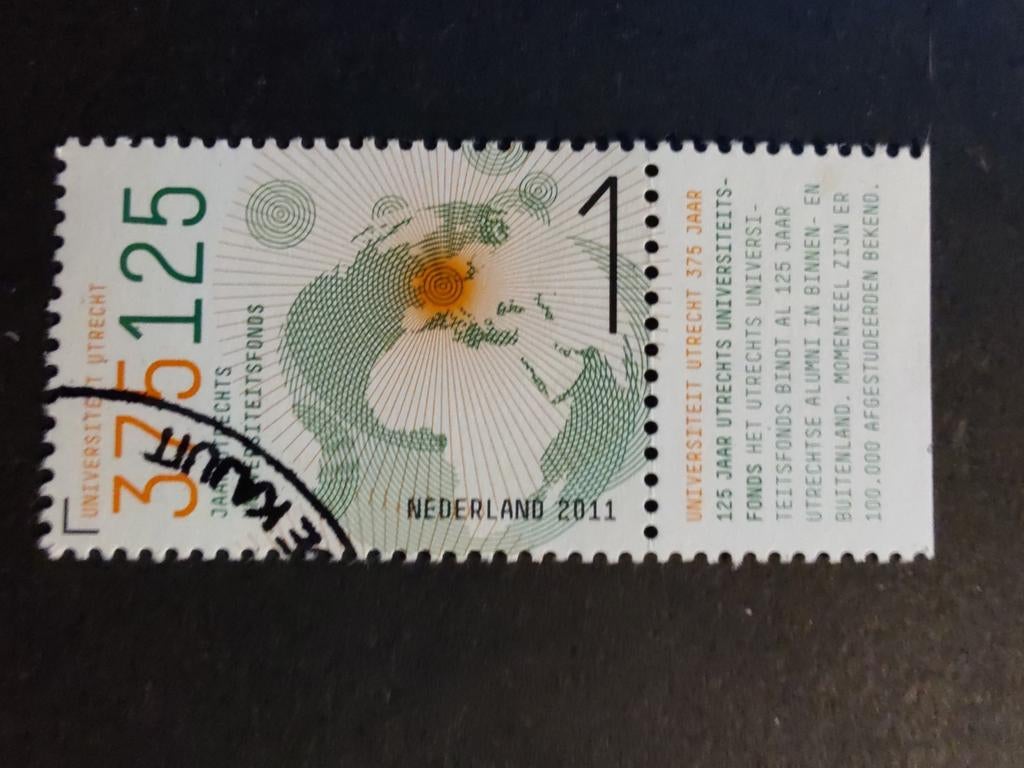 UNIVERSITEIT UTRECHT
375125
JAAR UTRECHTS
UNIVERSITEITSFONDS
1
NEDERLAND 2011
KAJUIT
UNIVERSITEIT UTRECHT 375 JAAR
125 JAAR UTRECHTS UNIVERSITEITS-
FONDS HET UTRECHTS UNIVERSI-
TEITSFONDS BINDT AL 125 JAAR
UTRECHTSE ALUMNI IN BINNEN- EN
BUITENLAND. MOMENTEEL ZIJN ER
100.000 AFGESTUDEERDEN BEKEND.